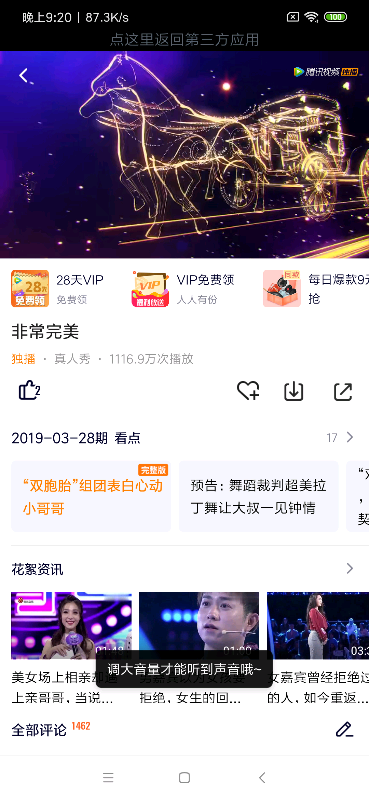 晚上9:20 | 87.3K/s
100
点这里返回第三方应用
腾讯视频 独播
28天
免费领
28天VIP
免费领
VIP
福利放送
VIP免费领
人人有份
每日爆款9元
抢
非常完美
独播 · 真人秀 · 1116.9万次播放
2
2019-03-28期 看点
17
完整版
“双胞胎”组团表白心动
小哥哥
预告：舞蹈裁判超美拉
丁舞让大叔一见钟情
花絮资讯
调大音量才能听到声音哦~
美女场上相亲
上亲哥哥，当说...
拒绝，女生的回...
女嘉宾曾经拒绝过
的人，如今重返...
全部评论 1462